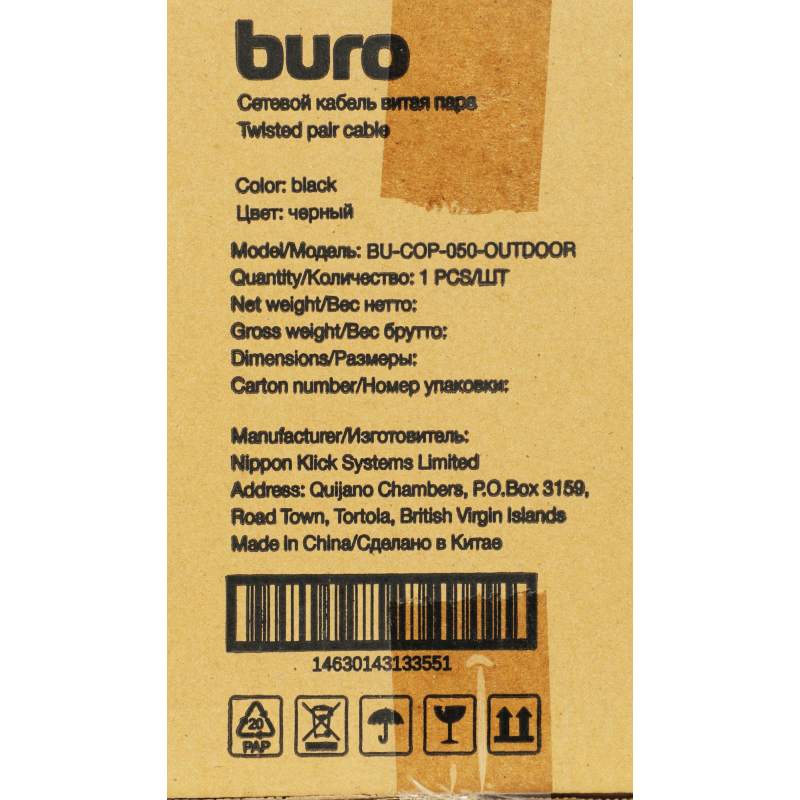 buro
Сетевой кабель витая пара
Twisted pair cable
Color: black
Цвет: черный
Model/Модель: BU-COP-050-OUTDOOR
Quantity/Количество: 1 PCS/ШТ
Net weight/Вес нетто:
Gross weight/Вес брутто:
Dimensions/Размеры:
Carton number/Номер упаковки:
Manufacturer/Изготовитель:
Nippon Klick Systems Limited
Address: Quijano Chambers, P.O.Box 3159,
Road Town, Tortola, British Virgin Islands
Made in China/Сделано в Китае
14630143133551
20
PAP